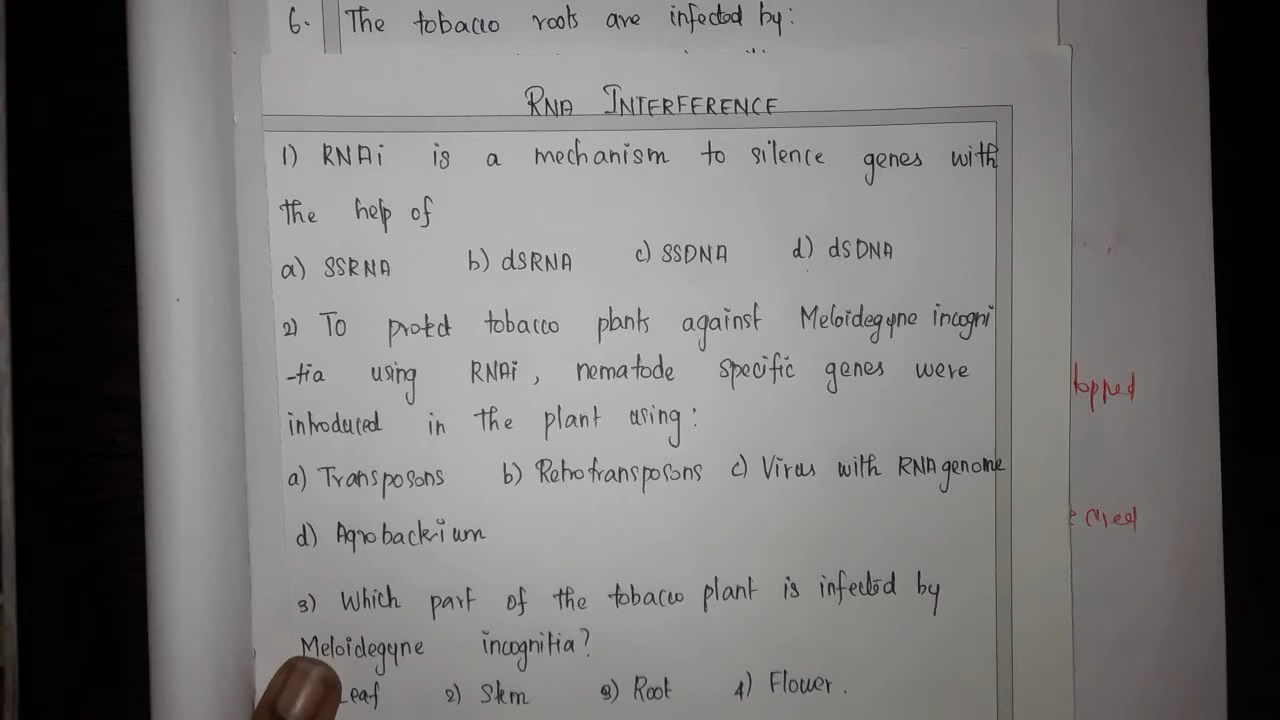 6. The tobacco roots are infected by:
RNA INTERFERENCE
1) RNAi is a mechanism to silence genes with
the help of
a) SSRNA b) dSRNA c) SSDNA d) dSDNA
2) To protect tobacco plants against Meloidegyne incogni
-tia using RNAi, nematode specific genes were
introduced in the plant using:
a) Transposons b) Retrotransposons c) Virus with RNA genome
d) Agrobacterium
3) Which part of the tobacco plant is infected by
Meloidegyne incognitia?
Leaf 2) Stem 3) Root 4) Flower.
topped